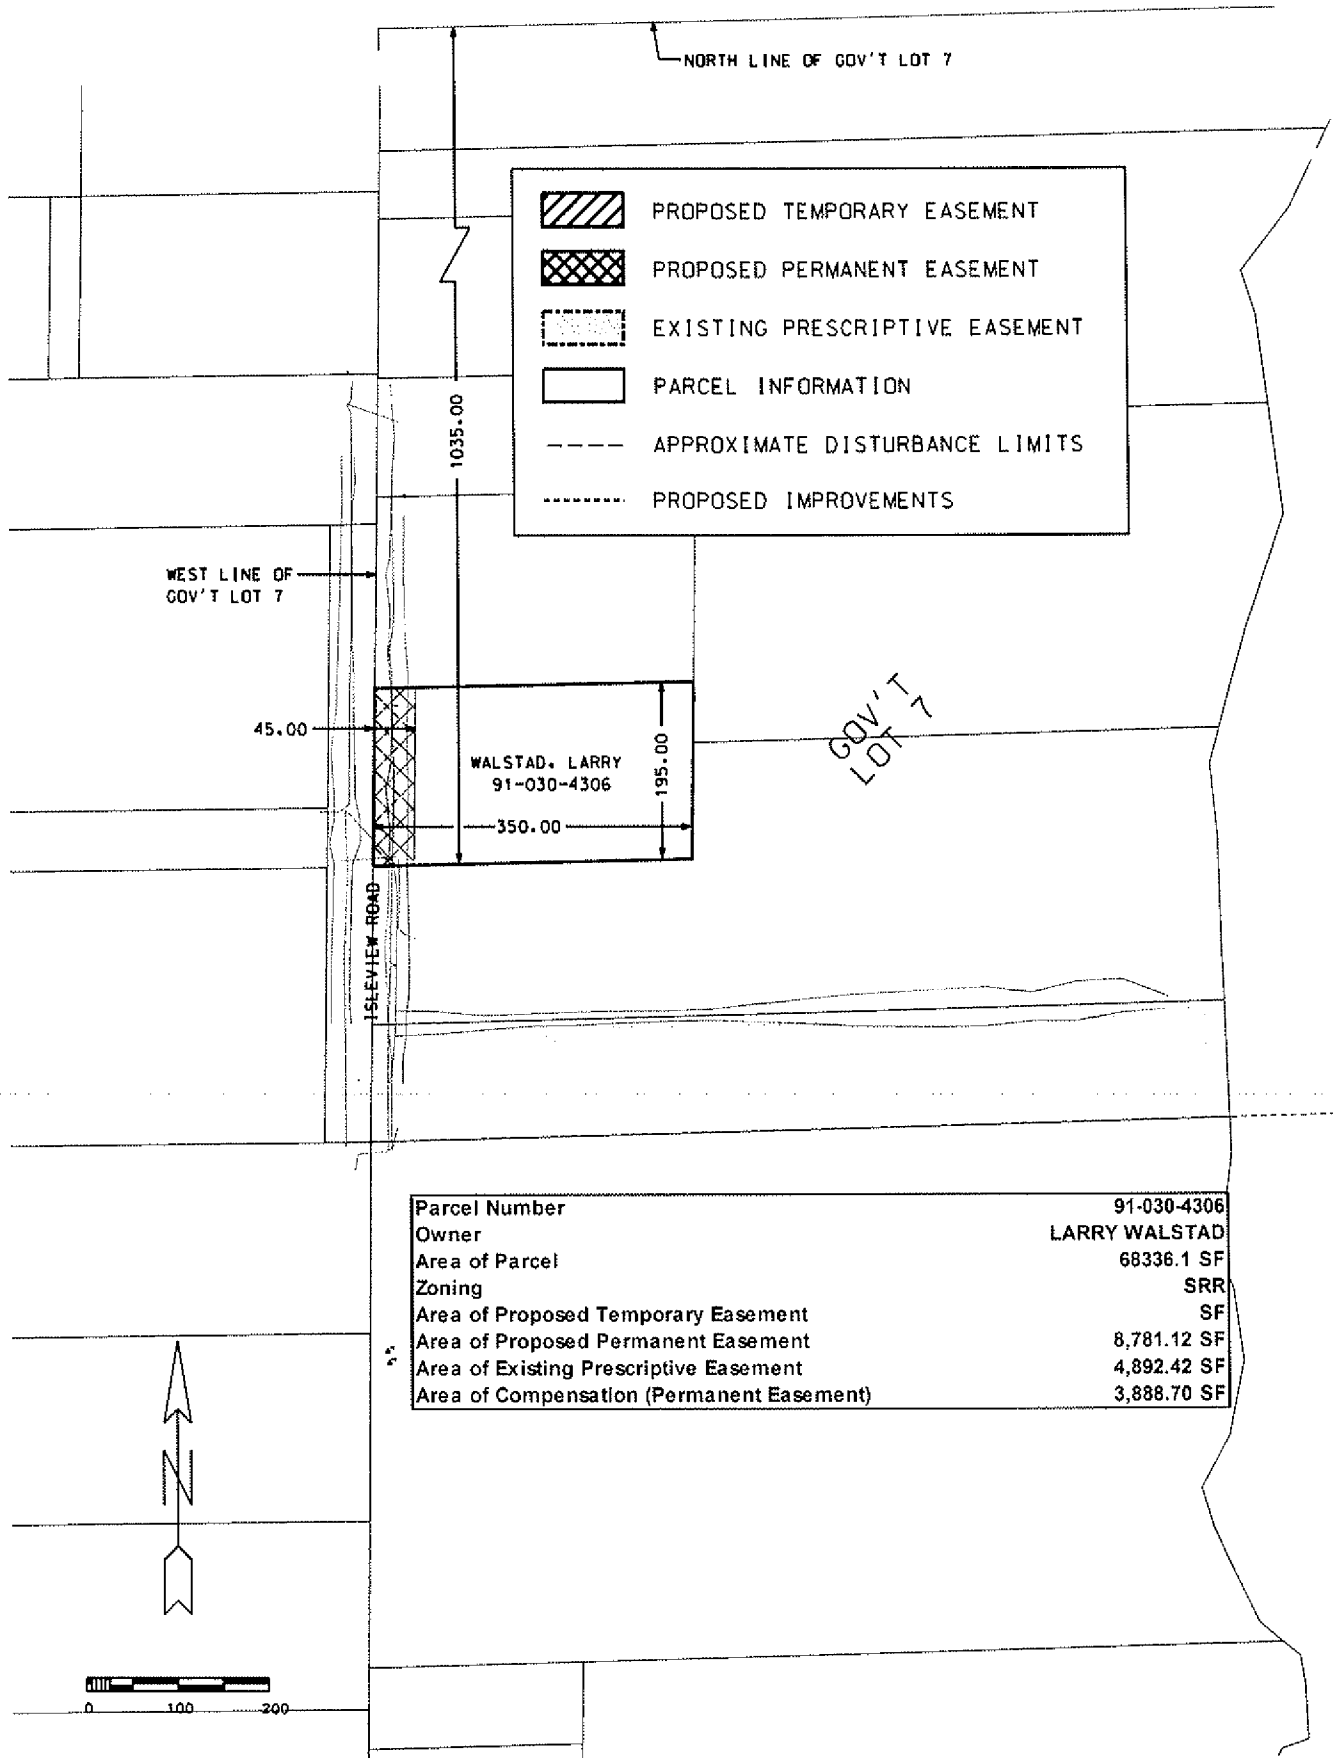 NORTH LINE OF GOV'T LOT 7
PROPOSED TEMPORARY EASEMENT
PROPOSED PERMANENT EASEMENT
EXISTING PRESCRIPTIVE EASEMENT
PARCEL INFORMATION
APPROXIMATE DISTURBANCE LIMITS
PROPOSED IMPROVEMENTS
1035.00
WEST LINE OF
GOV'T LOT 7
45.00
WALSTAD, LARRY
91-030-4306
195.00
350.00
GOV'T
LOT 7
ISLEVIEW ROAD
Parcel Number 91-030-4306
Owner LARRY WALSTAD
Area of Parcel 68336.1 SF
Zoning SRR
Area of Proposed Temporary Easement SF
Area of Proposed Permanent Easement 8,781.12 SF
Area of Existing Prescriptive Easement 4,892.42 SF
Area of Compensation (Permanent Easement) 3,888.70 SF
N
0 100 200